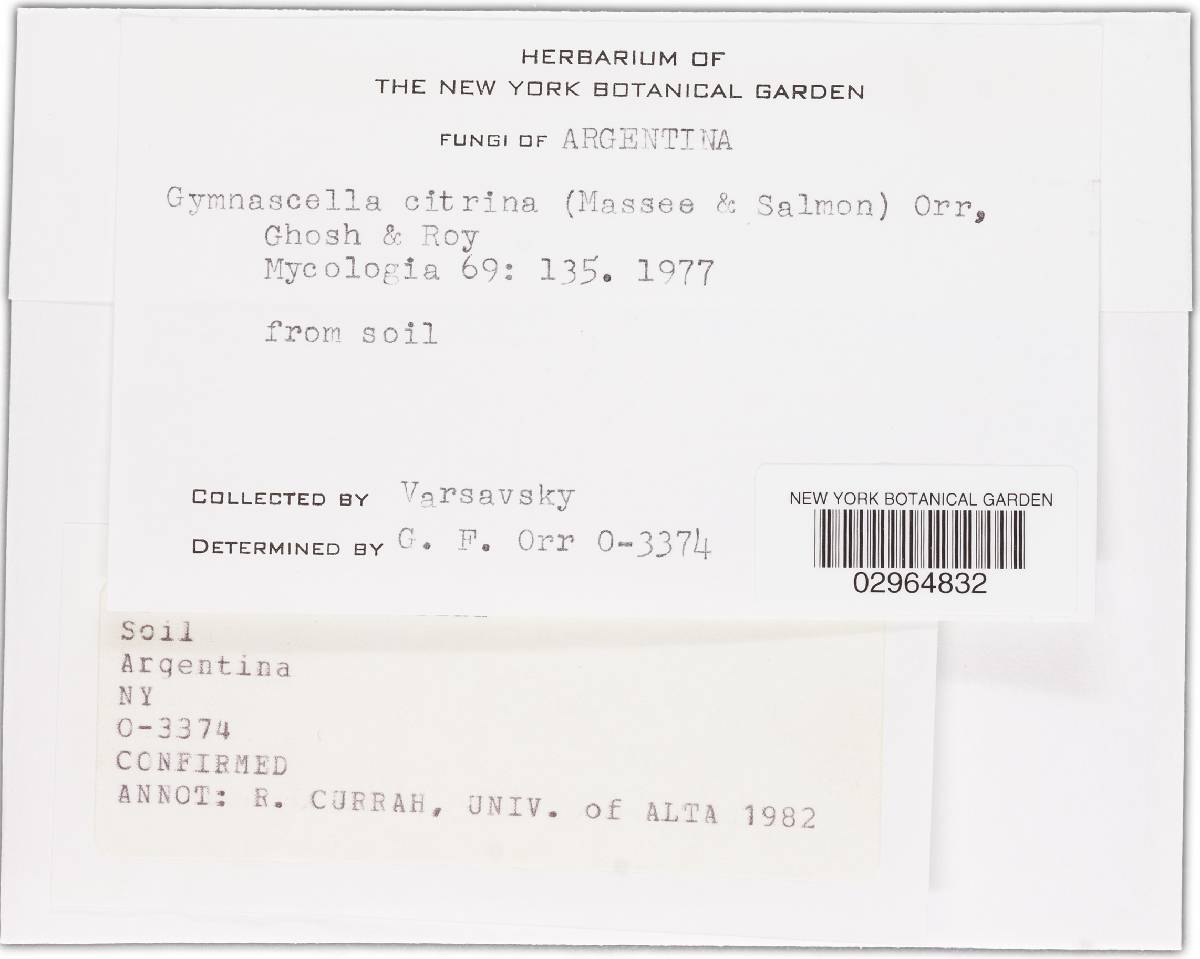 HERBARIUM OF
THE NEW YORK BOTANICAL GARDEN
FUNGI OF ARGENTINA
Gymnascella citrina (Massee & Salmon) Orr,
Ghosh & Roy
Mycologia 69: 135. 1977
from soil
COLLECTED BY Varsavsky
DETERMINED BY G. F. Orr O-3374
NEW YORK BOTANICAL GARDEN
02964832
Soil
Argentina
NY
O-3374
CONFIRMED
ANNOT: R. CURRAH, UNIV. of ALTA 1982